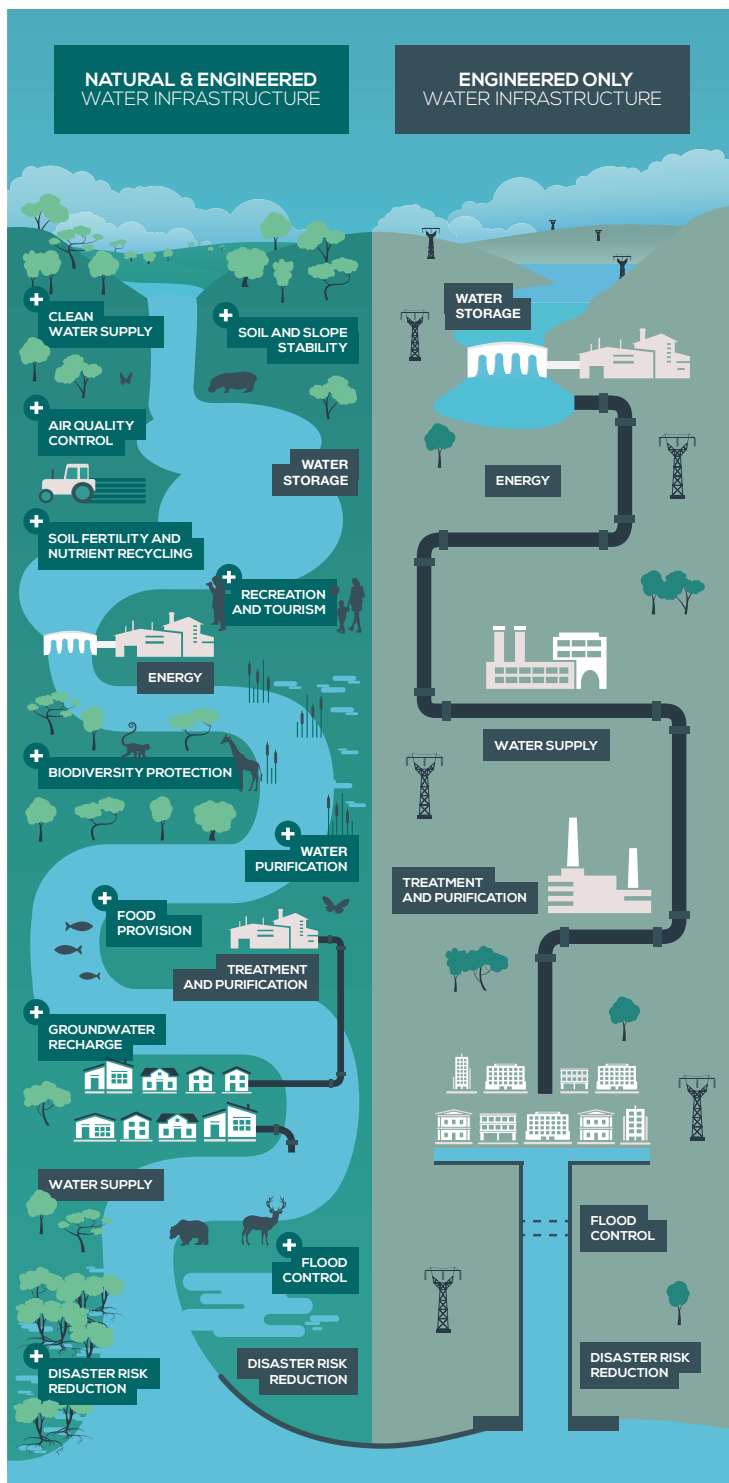 NATURAL & ENGINEERED
WATER INFRASTRUCTURE
+
CLEAN
WATER SUPPLY
+
SOIL AND SLOPE
STABILITY
+
AIR QUALITY
CONTROL
WATER
STORAGE
+
SOIL FERTILITY AND
NUTRIENT RECYCLING
+
RECREATION
AND TOURISM
ENERGY
+
BIODIVERSITY PROTECTION
+
WATER
PURIFICATION
+
FOOD
PROVISION
TREATMENT
AND PURIFICATION
+
GROUNDWATER
RECHARGE
WATER SUPPLY
+
FLOOD
CONTROL
DISASTER RISK
REDUCTION
+
DISASTER RISK
REDUCTION
ENGINEERED ONLY
WATER INFRASTRUCTURE
WATER
STORAGE
ENERGY
WATER SUPPLY
TREATMENT
AND PURIFICATION
FLOOD
CONTROL
DISASTER RISK
REDUCTION